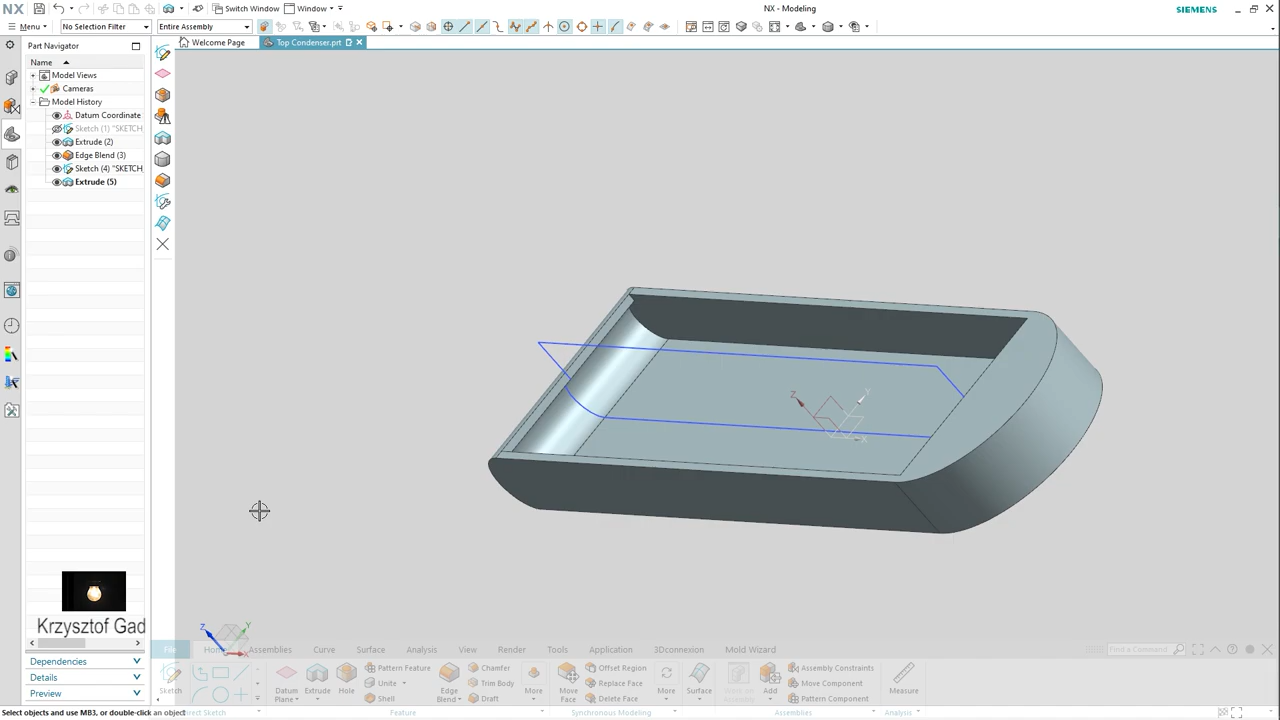 NX Switch Window Window NX - Modeling SIEMENS
Menu No Selection Filter Entire Assembly
Part Navigator Welcome Page Top Condenser.prt
Name
Model Views
Cameras
Model History
Datum Coordinate
Sketch (1) "SKETCH
Extrude (2)
Edge Blend (3)
Sketch (4) "SKETCH_
Extrude (5)
Z Y X
Krzysztof Gad
Z Y X
File Home Assemblies Curve Surface Analysis View Render Tools Application 3Dconnexion Mold Wizard Find a Command
Dependencies
Details
Preview
Sketch
Direct Sketch
Datum Plane
Extrude
Hole
Pattern Feature
Unite
Shell
Edge Blend
Chamfer
Trim Body
Draft
More
Feature
Move Face
Offset Region
Replace Face
Delete Face
More
Synchronous Modeling
Surface
Add
Assembly Constraints
Move Component
Pattern Component
Assemblies
Measure
Analysis
Select objects and use MB3, or double-click an object